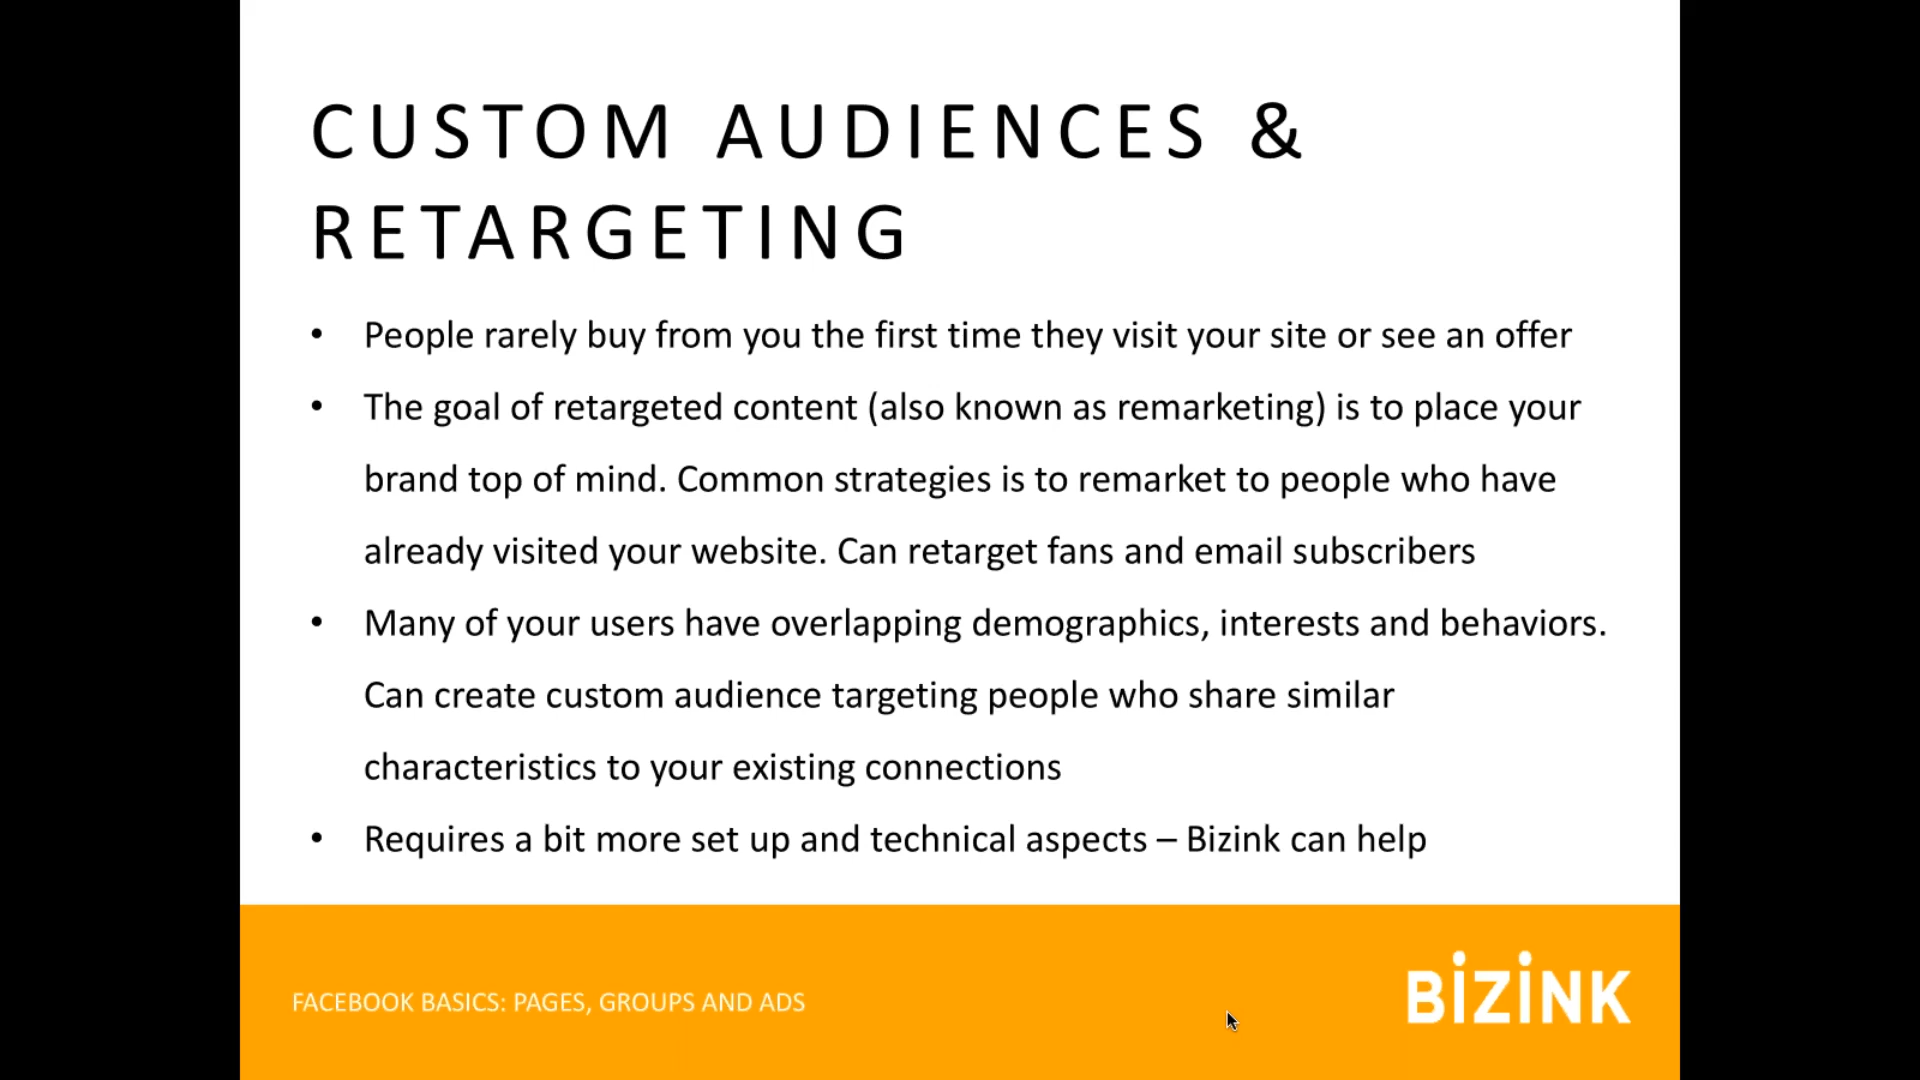 CUSTOM AUDIENCES &
RETARGETING
• People rarely buy from you the first time they visit your site or see an offer
• The goal of retargeted content (also known as remarketing) is to place your
brand top of mind. Common strategies is to remarket to people who have
already visited your website. Can retarget fans and email subscribers
• Many of your users have overlapping demographics, interests and behaviors.
Can create custom audience targeting people who share similar
characteristics to your existing connections
• Requires a bit more set up and technical aspects – Bizink can help
FACEBOOK BASICS: PAGES, GROUPS AND ADS
BiZiNK